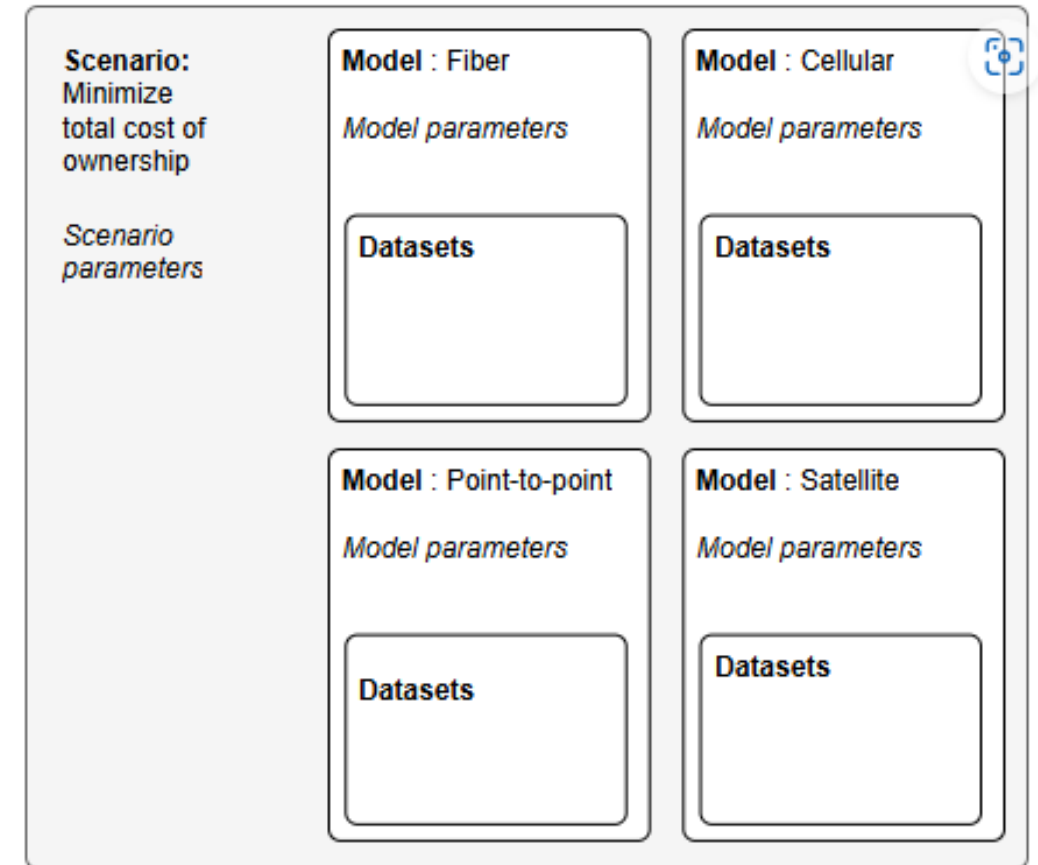 Scenario:
Minimize
total cost of
ownership
Scenario
parameters
Model : Fiber
Model parameters
Datasets
Model : Cellular
Model parameters
Datasets
Model : Point-to-point
Model parameters
Datasets
Model : Satellite
Model parameters
Datasets